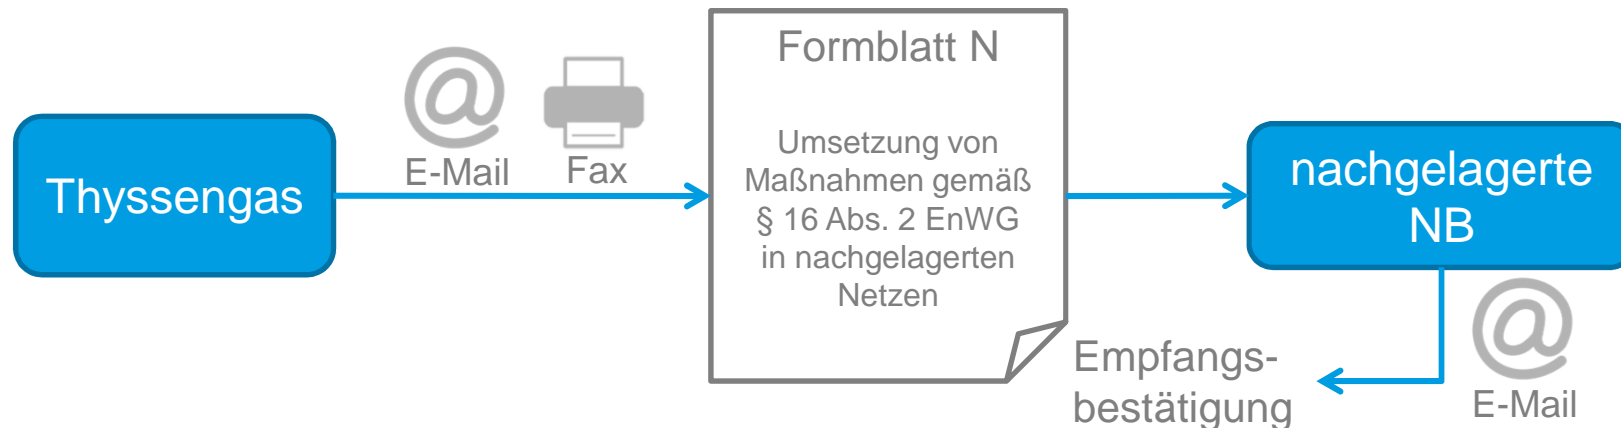 Thyssengas
E-Mail
Fax
Formblatt N
Umsetzung von
Maßnahmen gemäß
§ 16 Abs. 2 EnWG
in nachgelagerten
Netzen
nachgelagerte
NB
Empfangs-
bestätigung
E-Mail